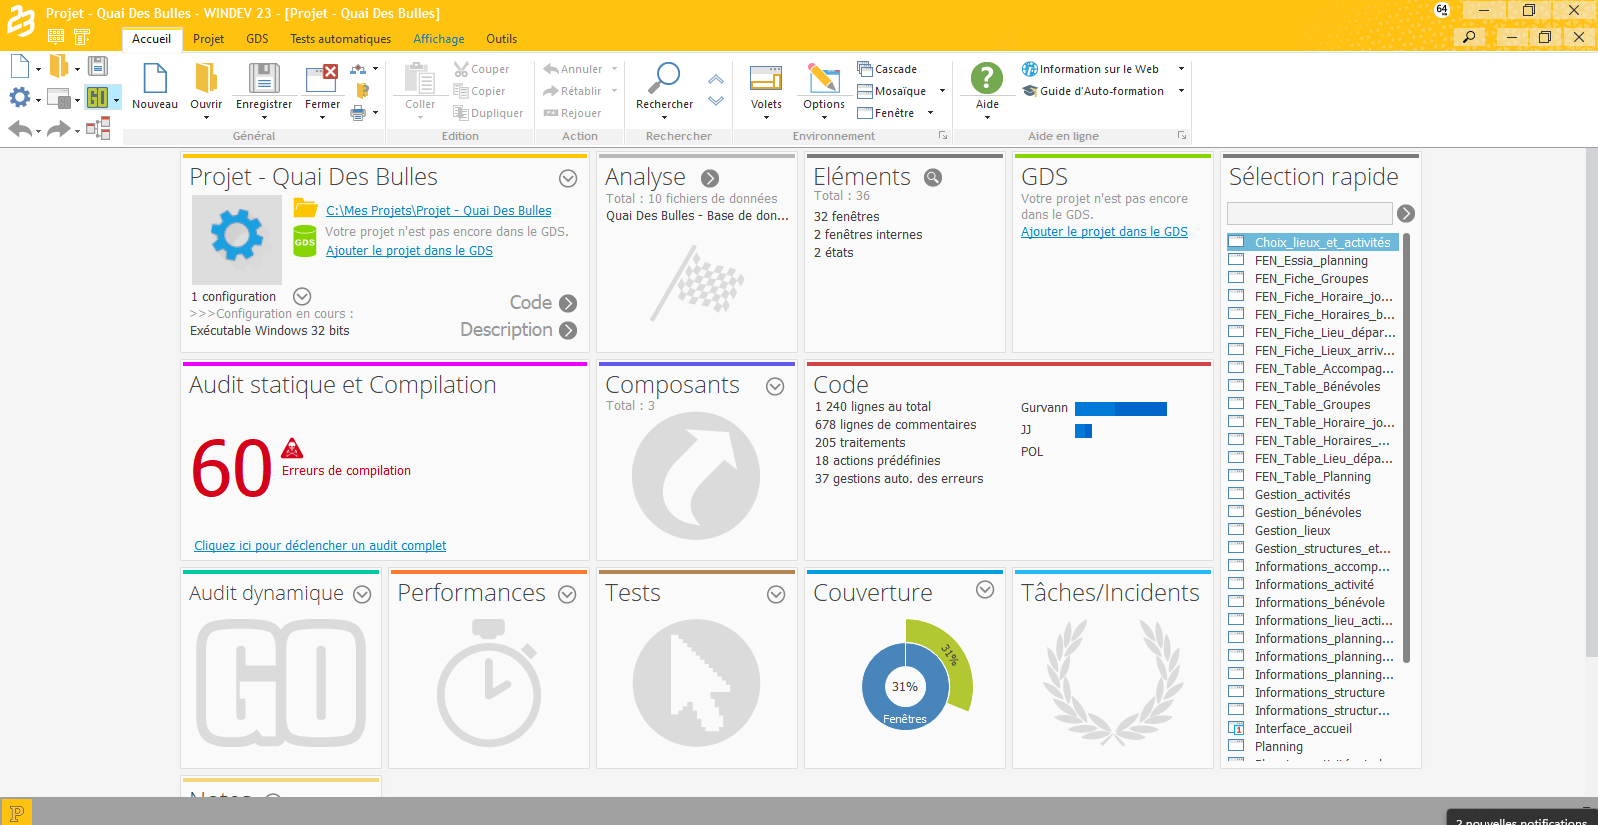 Projet - Quai Des Bulles - WINDEV 23 - [Projet - Quai Des Bulles]
64
Accueil Projet GDS Tests automatiques Affichage Outils
GO
Nouveau Ouvrir Enregistrer Fermer
Général
Coller
Couper
Copier
Dupliquer
Edition
Annuler
Rétablir
Rejouer
Action
Rechercher
Rechercher
Volets Options
Cascade
Mosaïque
Fenêtre
Environnement
Aide
Information sur le Web
Guide d'Auto-formation
Aide en ligne
Projet - Quai Des Bulles
C:\Mes Projets\Projet - Quai Des Bulles
GDS
Votre projet n'est pas encore dans le GDS.
Ajouter le projet dans le GDS
1 configuration
>>>Configuration en cours :
Exécutable Windows 32 bits
Code
Description
Analyse
Total : 10 fichiers de données
Quai Des Bulles - Base de don...
Eléments
Total : 36
32 fenêtres
2 fenêtres internes
2 états
GDS
Votre projet n'est pas encore
dans le GDS.
Ajouter le projet dans le GDS
Audit statique et Compilation
60
Erreurs de compilation
Cliquez ici pour déclencher un audit complet
Composants
Total : 3
Code
1 240 lignes au total
678 lignes de commentaires
205 traitements
18 actions prédéfinies
37 gestions auto. des erreurs
Gurvann
JJ
POL
Audit dynamique
GO
Performances
Tests
Couverture
31%
31%
Fenêtres
Tâches/Incidents
Sélection rapide
Choix_lieux_et_activités
FEN_Essia_planning
FEN_Fiche_Groupes
FEN_Fiche_Horaire_jo...
FEN_Fiche_Horaires_b...
FEN_Fiche_Lieu_dépar...
FEN_Fiche_Lieux_arriv...
FEN_Table_Accompag...
FEN_Table_Bénévoles
FEN_Table_Groupes
FEN_Table_Horaire_jo...
FEN_Table_Horaires_...
FEN_Table_Lieu_dépa...
FEN_Table_Planning
Gestion_activités
Gestion_bénévoles
Gestion_lieux
Gestion_structures_et...
Informations_accomp...
Informations_activité
Informations_bénévole
Informations_lieu_acti...
Informations_planning...
Informations_planning...
Informations_planning...
Informations_structure
Informations_structur...
Interface_accueil
Planning
Notes
P
2 nouvelles notifications